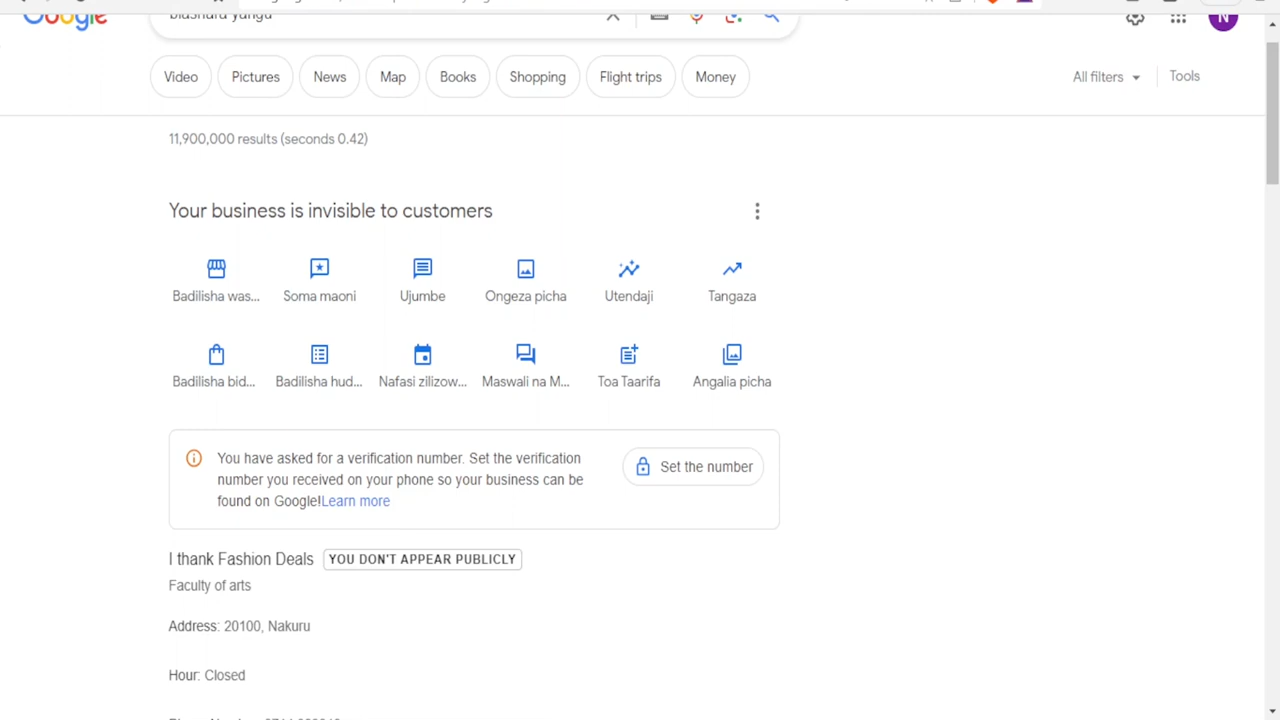 Google
biashara yangu
N
Video
Pictures
News
Map
Books
Shopping
Flight trips
Money
All filters
Tools
11,900,000 results (seconds 0.42)
Your business is invisible to customers
Badilisha was...
Soma maoni
Ujumbe
Ongeza picha
Utendaji
Tangaza
Badilisha bid...
Badilisha hud...
Nafasi zilizow...
Maswali na M...
Toa Taarifa
Angalia picha
You have asked for a verification number. Set the verification
number you received on your phone so your business can be
found on Google!Learn more
Set the number
I thank Fashion Deals
YOU DON'T APPEAR PUBLICLY
Faculty of arts
Address: 20100, Nakuru
Hour: Closed